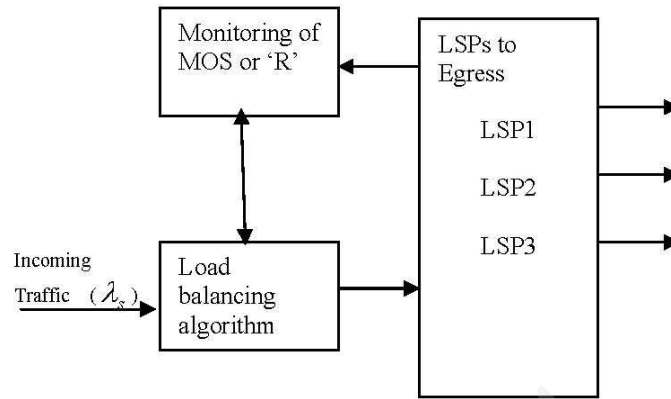 Monitoring of
MOS or ‘R’
LSPs to
Egress
LSP1
LSP2
LSP3
Incoming
Traffic (λₛ)
Load
balancing
algorithm